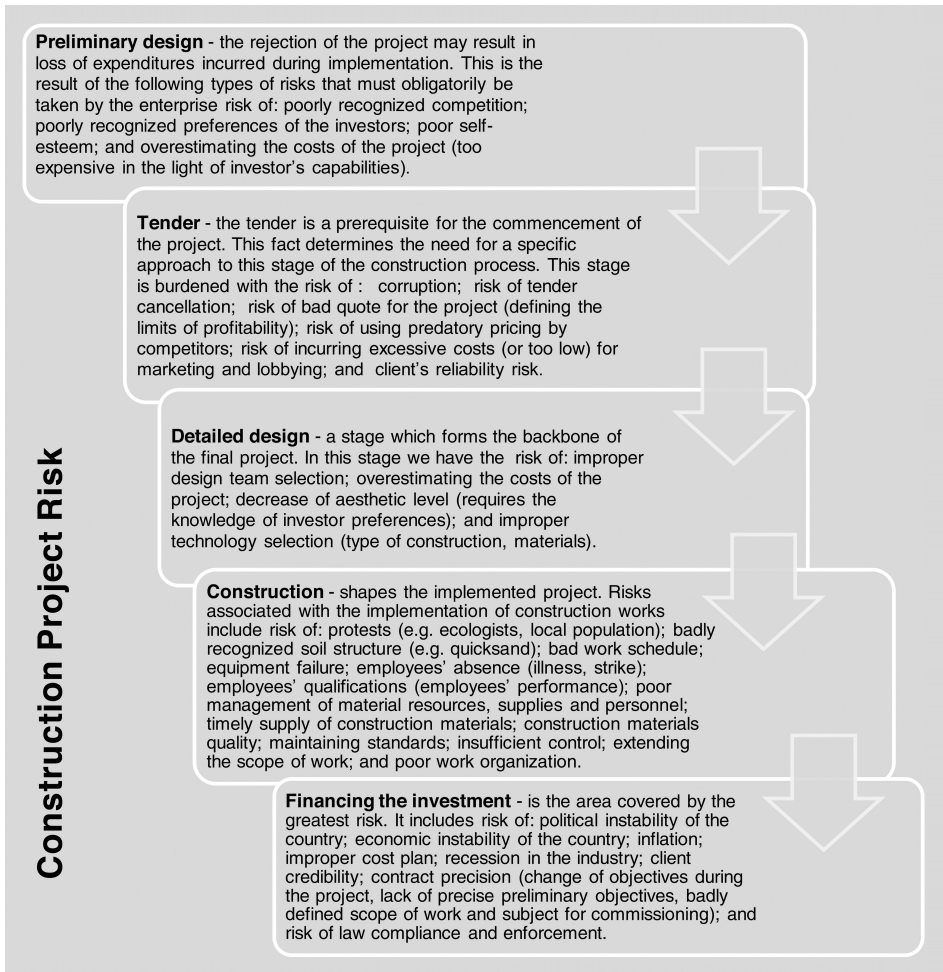 Preliminary design - the rejection of the project may result in
loss of expenditures incurred during implementation. This is the
result of the following types of risks that must obligatorily be
taken by the enterprise risk of: poorly recognized competition;
poorly recognized preferences of the investors; poor self-
esteem; and overestimating the costs of the project (too
expensive in the light of investor's capabilities).
Tender - the tender is a prerequisite for the commencement of
the project. This fact determines the need for a specific
approach to this stage of the construction process. This stage
is burdened with the risk of : corruption; risk of tender
cancellation; risk of bad quote for the project (defining the
limits of profitability); risk of using predatory pricing by
competitors; risk of incurring excessive costs (or too low) for
marketing and lobbying; and client's reliability risk.
Detailed design - a stage which forms the backbone of
the final project. In this stage we have the risk of: improper
design team selection; overestimating the costs of the
project; decrease of aesthetic level (requires the
knowledge of investor preferences); and improper
technology selection (type of construction, materials).
Construction - shapes the implemented project. Risks
associated with the implementation of construction works
include risk of: protests (e.g. ecologists, local population); badly
recognized soil structure (e.g. quicksand); bad work schedule;
equipment failure; employees' absence (illness, strike);
employees' qualifications (employees' performance); poor
management of material resources, supplies and personnel;
timely supply of construction materials; construction materials
quality; maintaining standards; insufficient control; extending
the scope of work; and poor work organization.
Financing the investment - is the area covered by the
greatest risk. It includes risk of: political instability of the
country; economic instability of the country; inflation;
improper cost plan; recession in the industry; client
credibility; contract precision (change of objectives during
the project, lack of precise preliminary objectives, badly
defined scope of work and subject for commissioning); and
risk of law compliance and enforcement.
Construction Project Risk